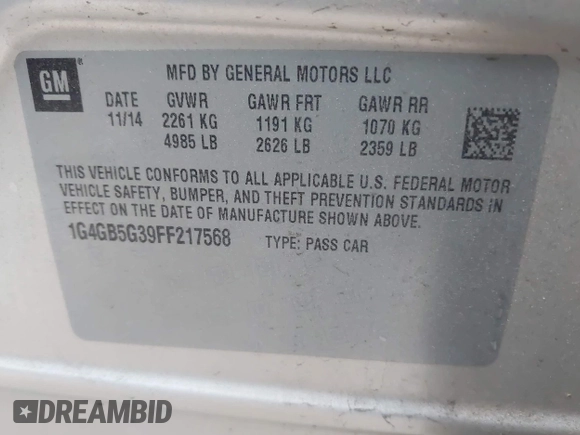 GM
®
MFD BY GENERAL MOTORS LLC
DATE GVWR GAWR FRT GAWR RR
11/14 2261 KG 1191 KG 1070 KG
4985 LB 2626 LB 2359 LB
THIS VEHICLE CONFORMS TO ALL APPLICABLE U.S. FEDERAL MOTOR
VEHICLE SAFETY, BUMPER, AND THEFT PREVENTION STANDARDS IN
EFFECT ON THE DATE OF MANUFACTURE SHOWN ABOVE.
1G4GB5G39FF217568 TYPE: PASS CAR
DREAMBID